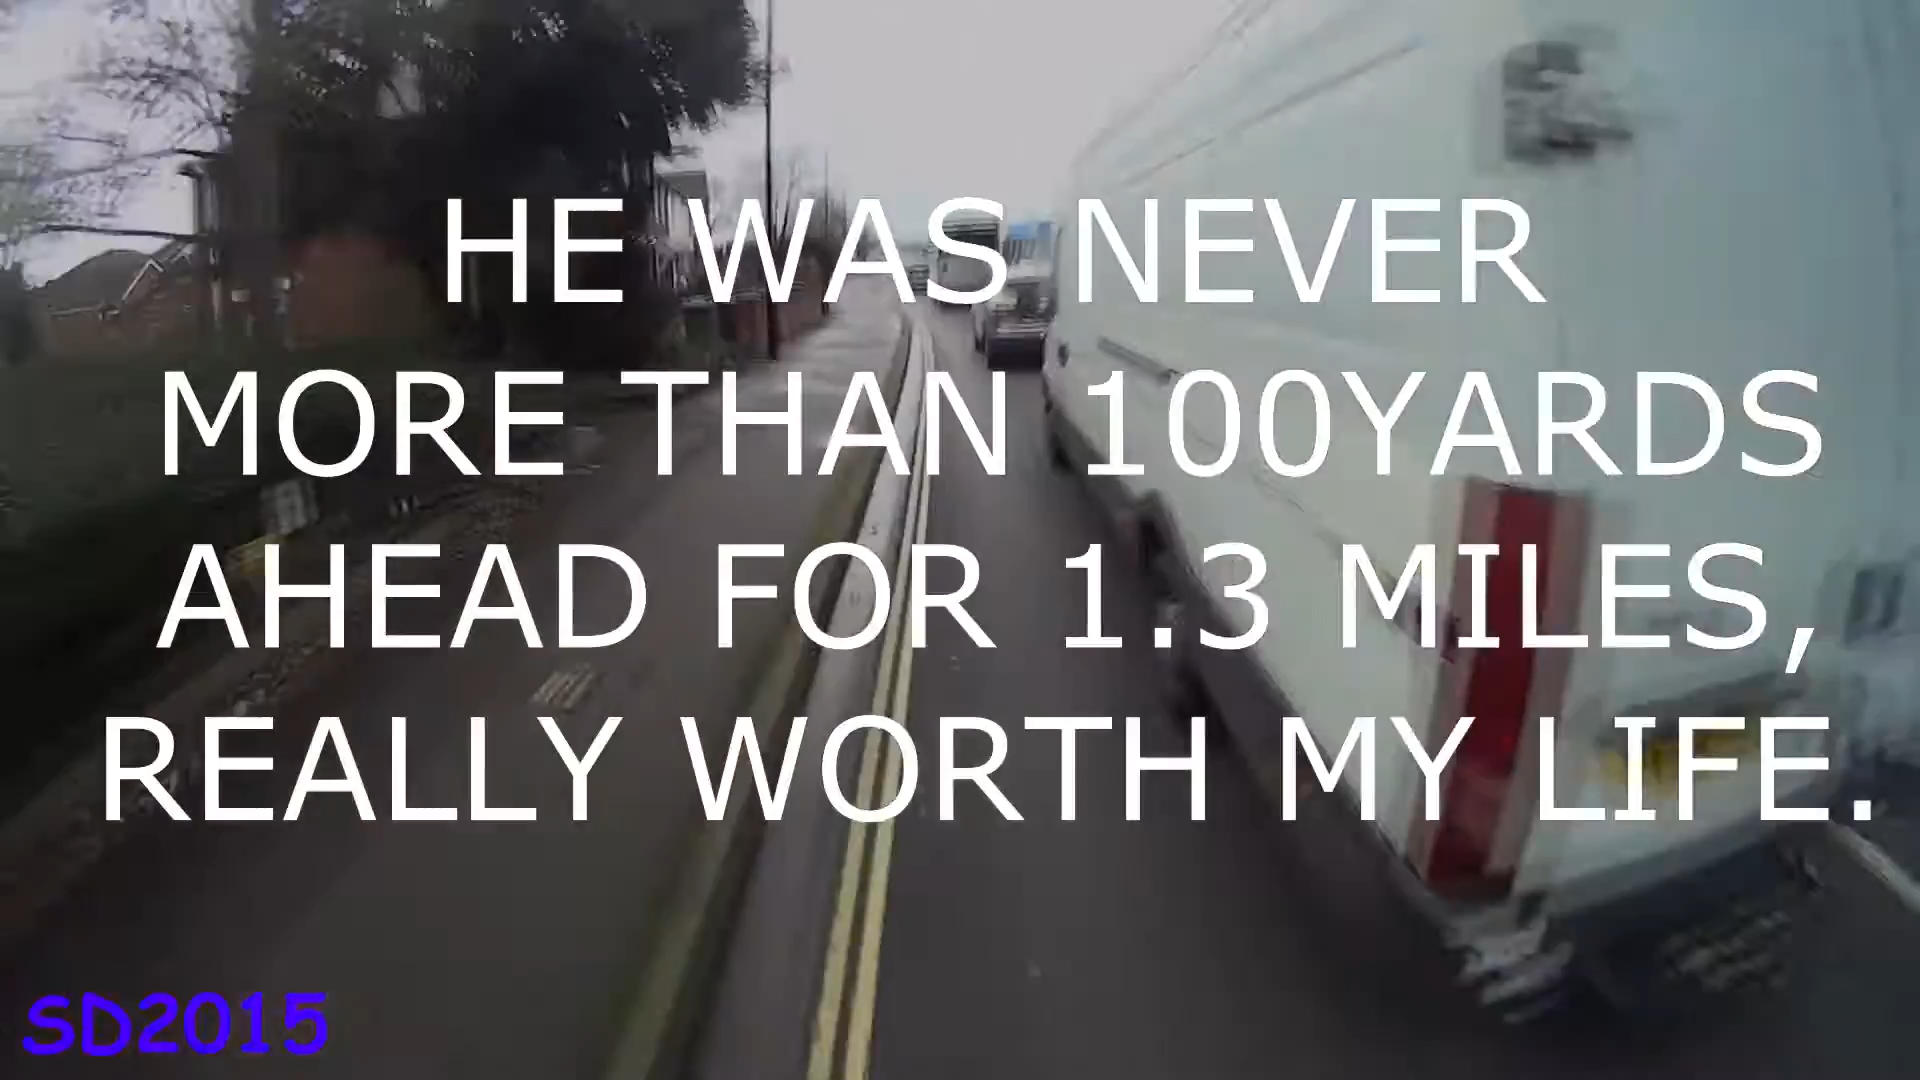 HE WAS NEVER
MORE THAN 100YARDS
AHEAD FOR 1.3 MILES,
REALLY WORTH MY LIFE.
SD2015